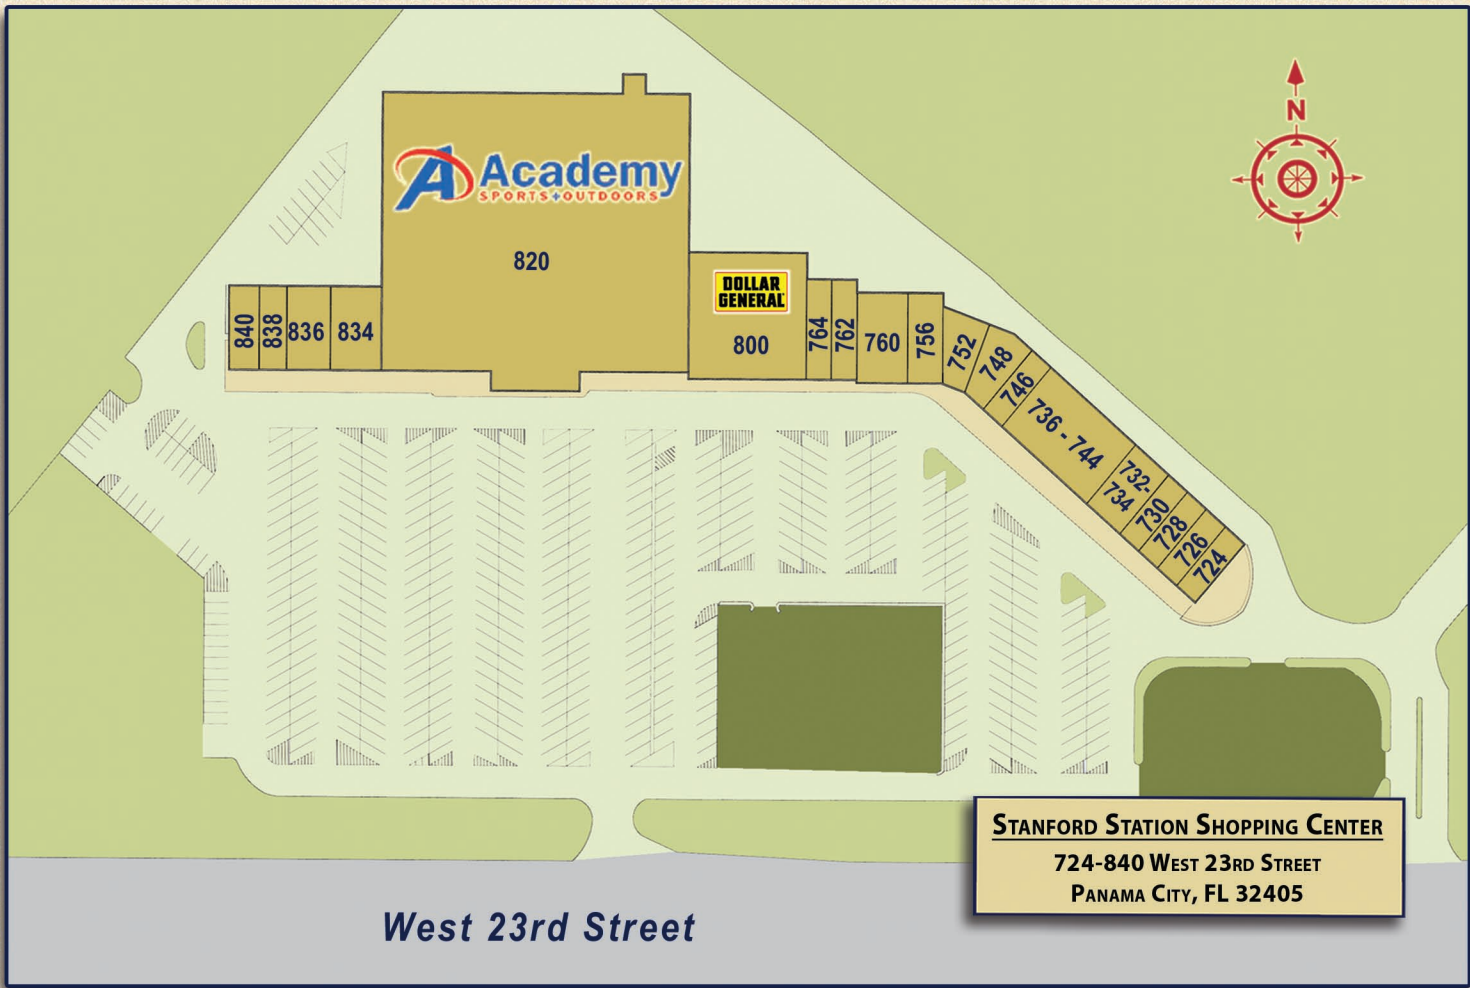 N
Academy
SPORTS+OUTDOORS
820
DOLLAR
GENERAL
800
840
838
836
834
764
762
760
756
752
748
746
736 - 744
732-
734
730
728
726
724
STANFORD STATION SHOPPING CENTER
724-840 WEST 23RD STREET
PANAMA CITY, FL 32405
West 23rd Street